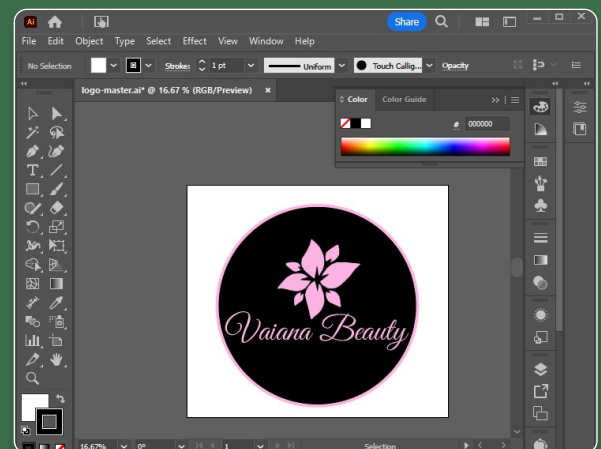 Ai
Share
File Edit Object Type Select Effect View Window Help
No Selection Stroke: 1 pt Uniform Touch Callig... Opacity
logo-master.ai* @ 16.67 % (RGB/Preview) ×
Color Color Guide
# 000000
Vaiana Beauty
16.67% 0° 1 Selection